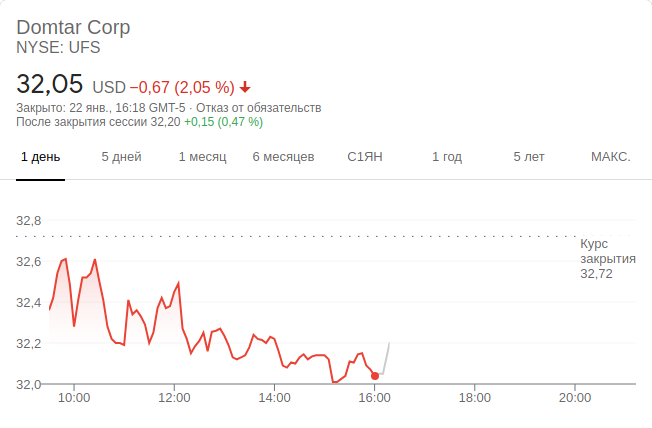 Domtar Corp
NYSE: UFS
32,05 USD −0,67 (2,05 %)
Закрыто: 22 янв., 16:18 GMT-5 · Отказ от обязательств
После закрытия сессии 32,20 +0,15 (0,47 %)
1 день 5 дней 1 месяц 6 месяцев С1ЯН 1 год 5 лет МАКС.
32,8
Курс
закрытия
32,72
32,6
32,4
32,2
32,0
10:00 12:00 14:00 16:00 18:00 20:00